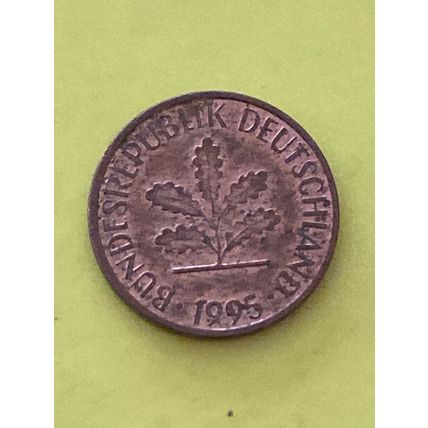 BUNDESREPUBLIK DEUTSCHLAND
· 1995 ·